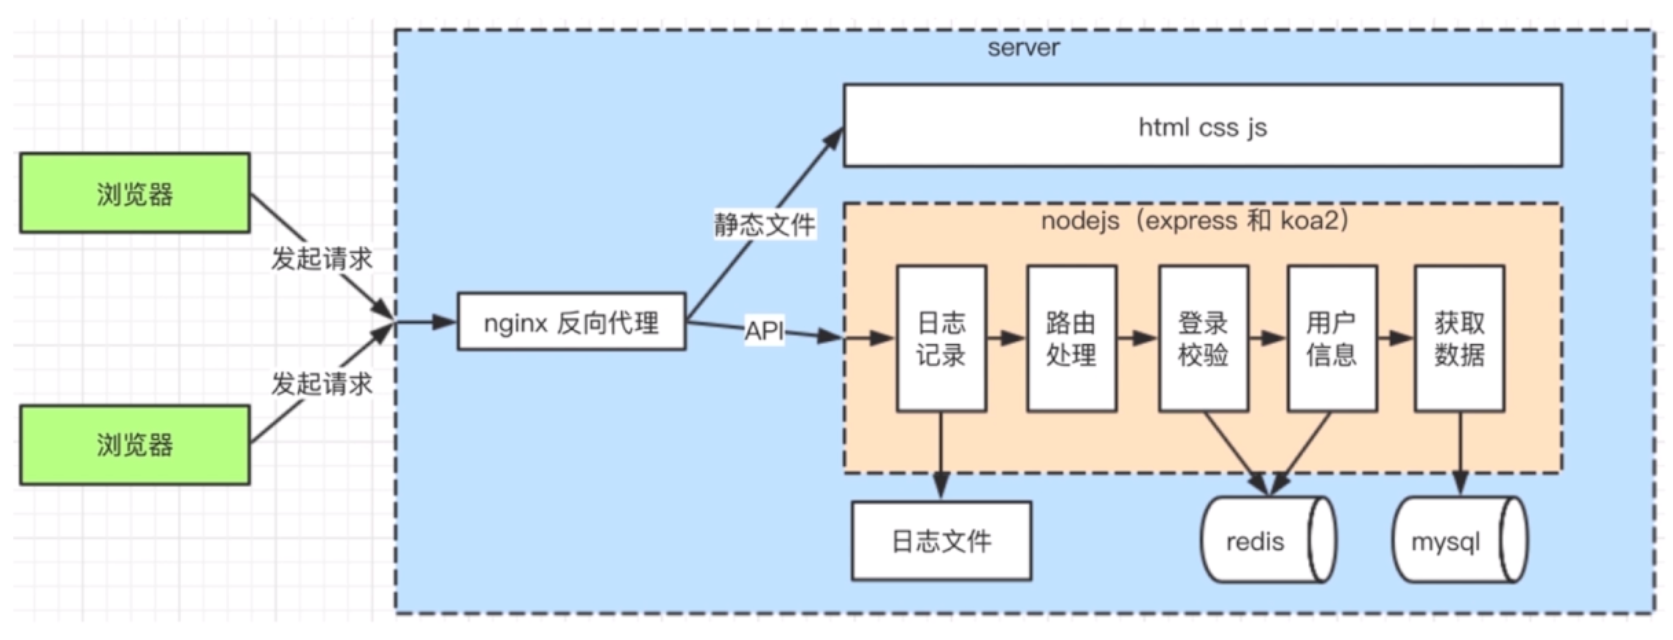 server
html css js
浏览器
静态文件
nodejs（express 和 koa2）
发起请求
nginx 反向代理
API
日志
记录
路由
处理
登录
校验
用户
信息
获取
数据
发起请求
浏览器
日志文件
redis
mysql